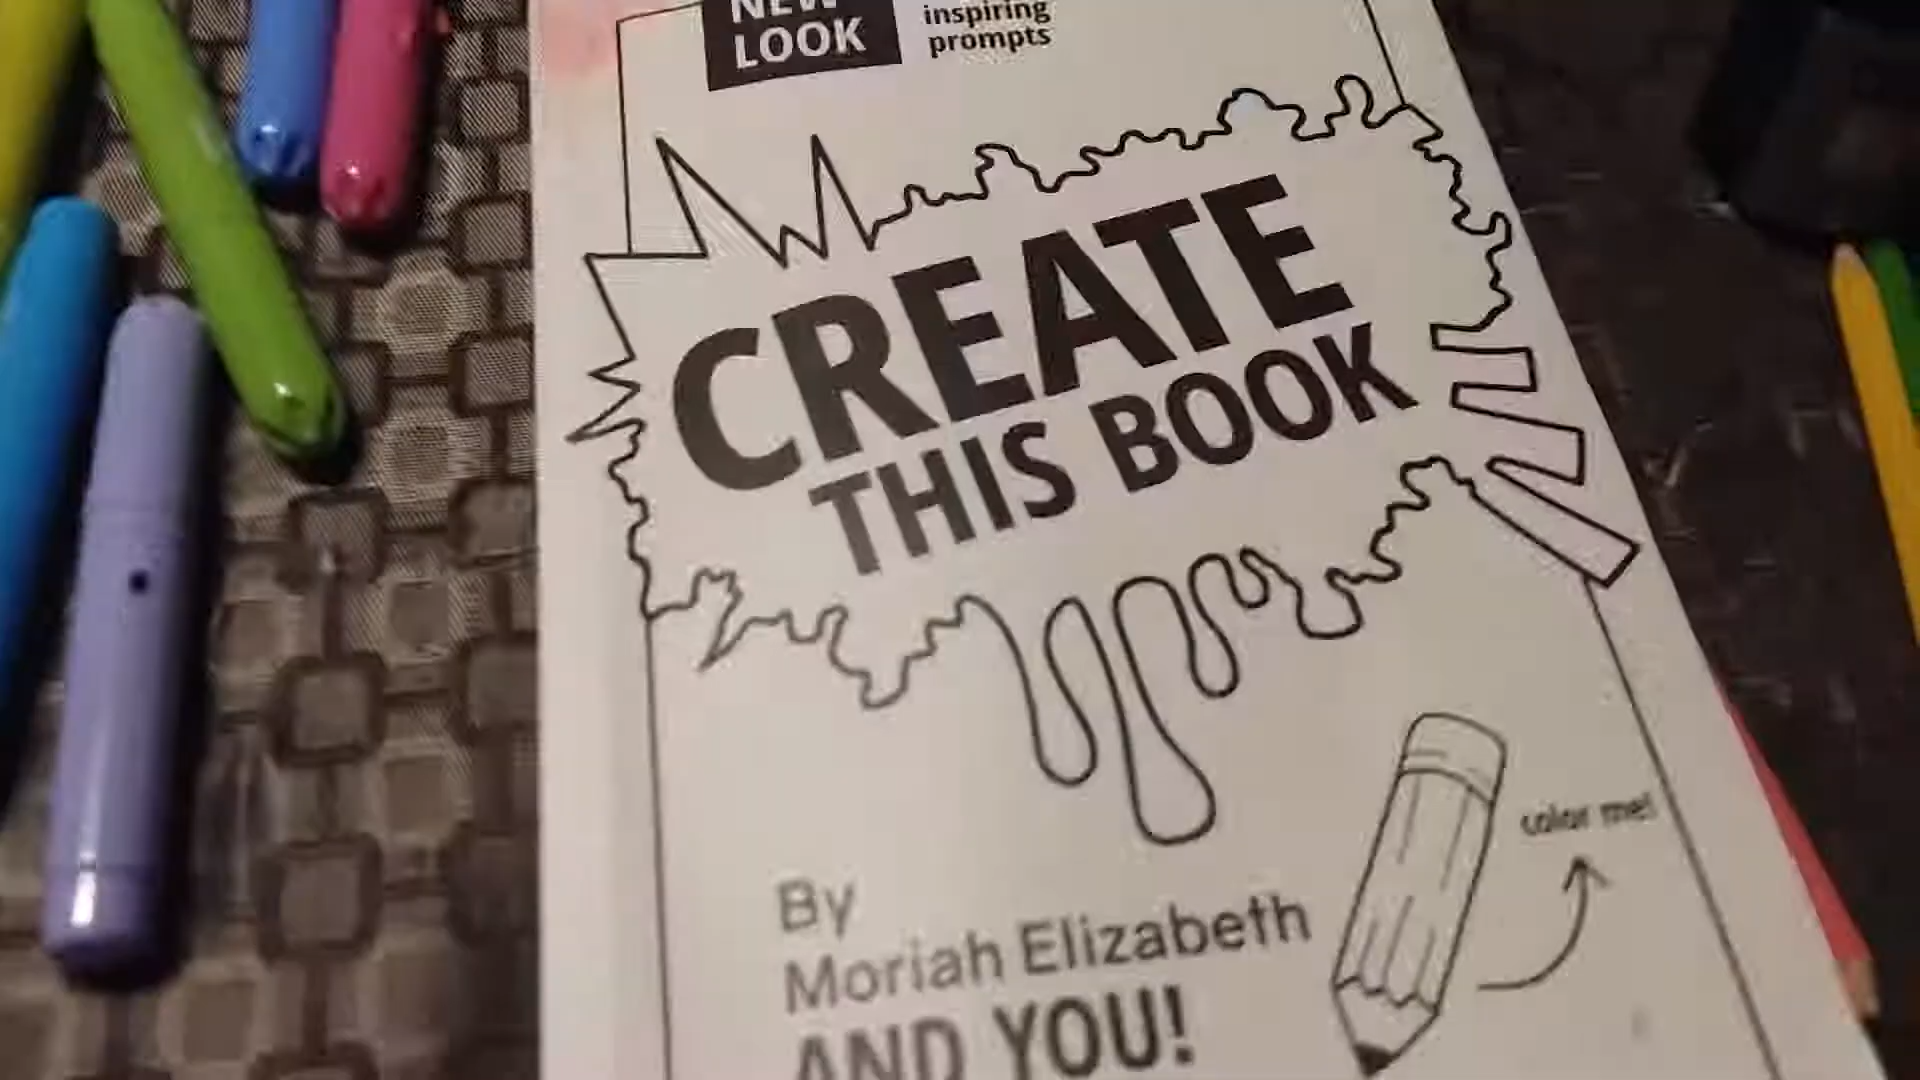 NEW
LOOK
inspiring
prompts
CREATE
THIS BOOK
color me!
By
Moriah Elizabeth
AND YOU!